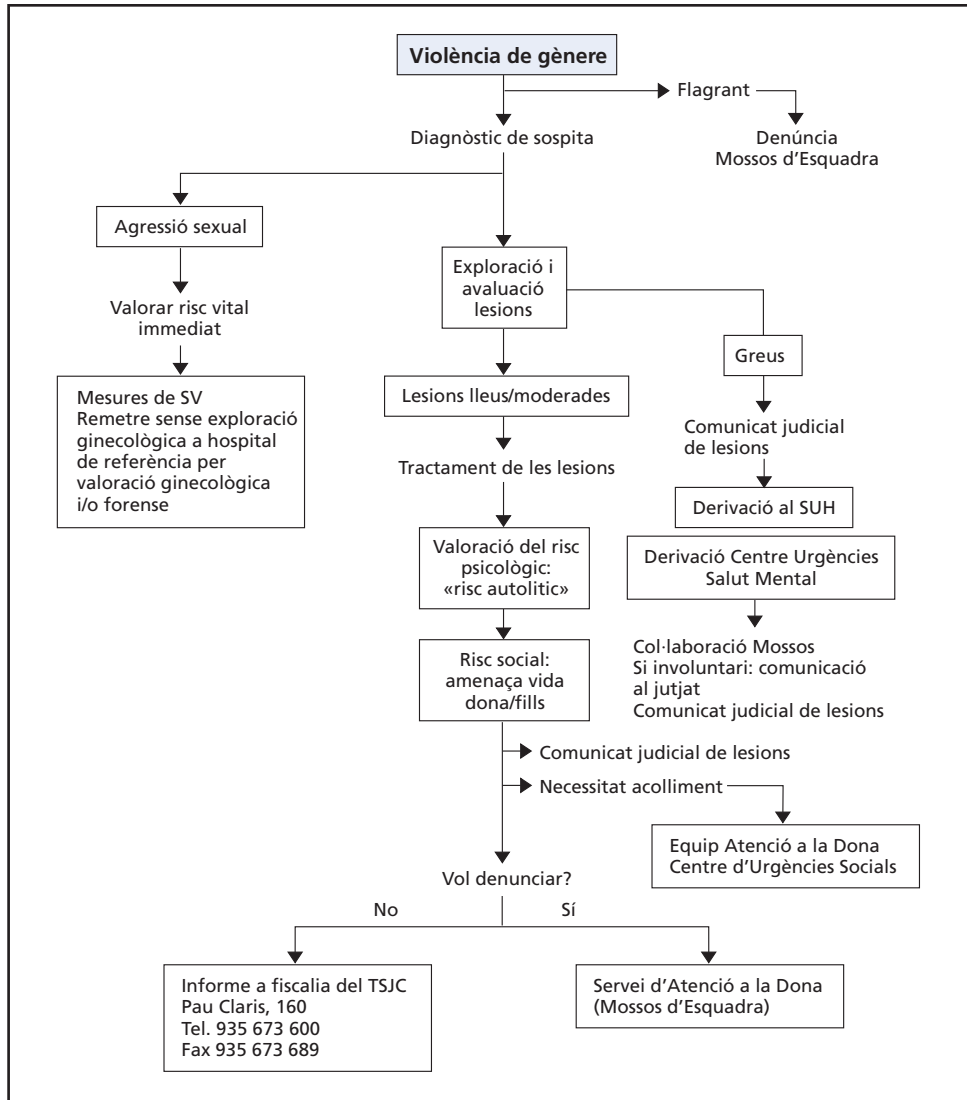 Violència de gènere
Flagrant
Diagnòstic de sospita
Denúncia
Mossos d'Esquadra
Agressió sexual
Valorar risc vital
immediat
Mesures de SV
Remetre sense exploració
ginecològica a hospital
de referència per
valoració ginecològica
i/o forense
Exploració i
avaluació
lesions
Lesions lleus/moderades
Tractament de les lesions
Valoració del risc
psicològic:
«risc autolitic»
Risc social:
amenaça vida
dona/fills
Greus
Comunicat judicial
de lesions
Derivació al SUH
Derivació Centre Urgències
Salut Mental
Col·laboració Mossos
Si involuntari: comunicació
al jutjat
Comunicat judicial de lesions
Comunicat judicial de lesions
Necessitat acolliment
Equip Atenció a la Dona
Centre d'Urgències Socials
Vol denunciar?
No
Sí
Informe a fiscalia del TSJC
Pau Claris, 160
Tel. 935 673 600
Fax 935 673 689
Servei d'Atenció a la Dona
(Mossos d'Esquadra)